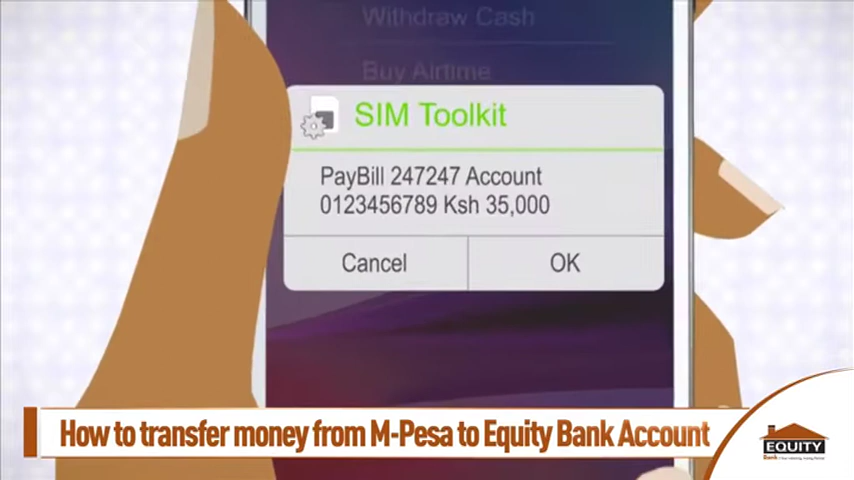 Withdraw Cash
Buy Airtime
SIM Toolkit
PayBill 247247 Account
0123456789 Ksh 35,000
Cancel
OK
How to transfer money from M-Pesa to Equity Bank Account
EQUITY
Bank